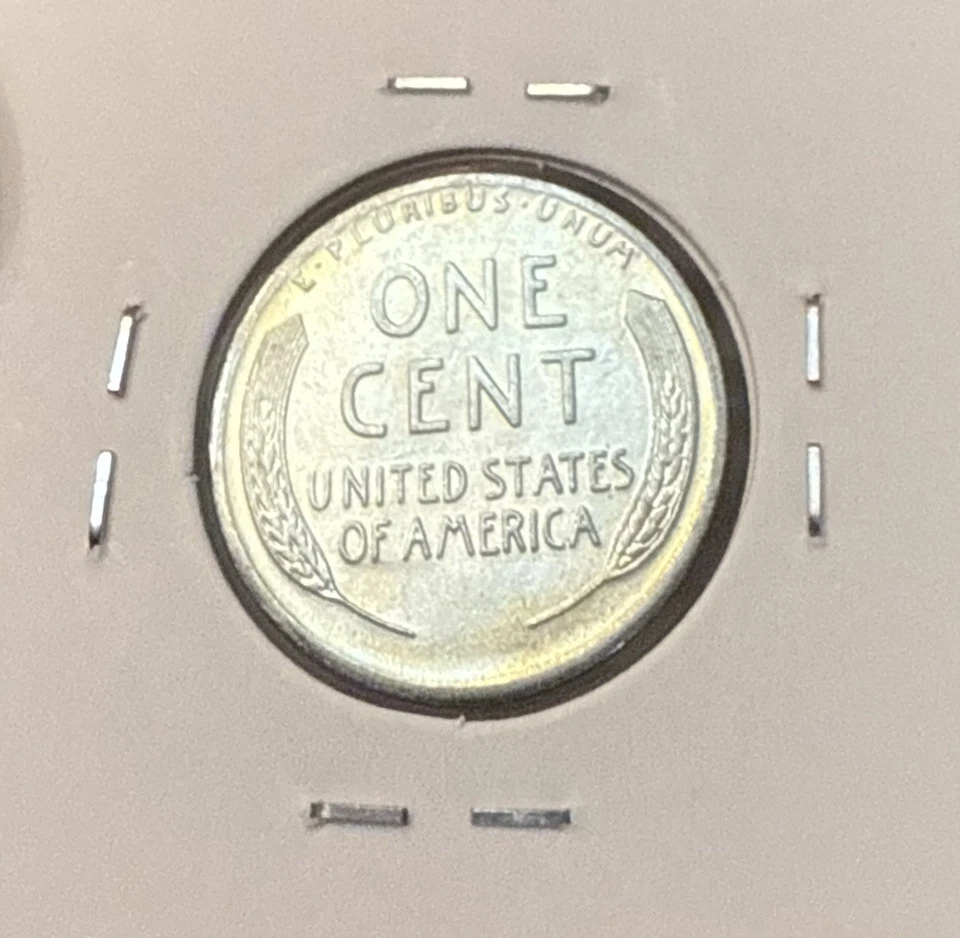 E·PLURIBUS·UNUM
ONE
CENT
UNITED STATES
OF AMERICA